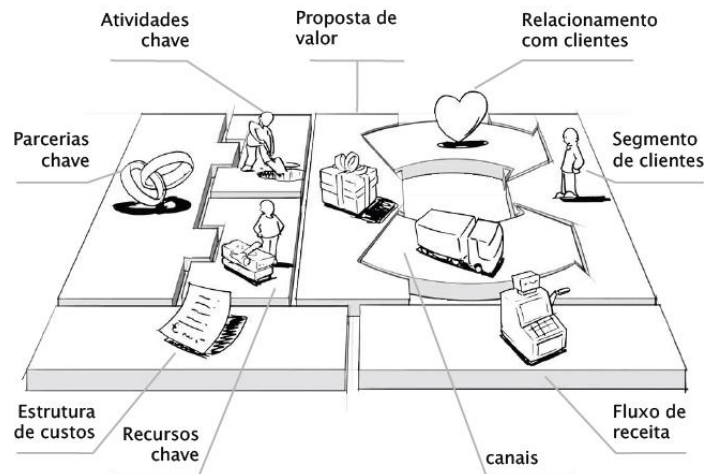 Atividades
chave
Proposta de
valor
Relacionamento
com clientes
Parcerias
chave
Segmento
de clientes
Estrutura
de custos
Recursos
chave
canais
Fluxo de
receita